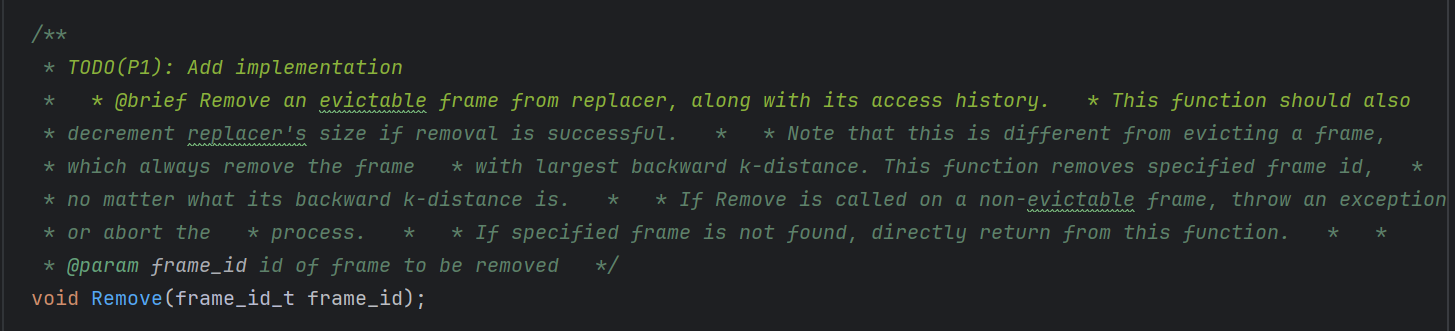 /**
 * TODO(P1): Add implementation
 *   * @brief Remove an evictable frame from replacer, along with its access history.   * This function should also
 * decrement replacer's size if removal is successful.   *   * Note that this is different from evicting a frame,
 * which always remove the frame   * with largest backward k-distance. This function removes specified frame id,   *
 * no matter what its backward k-distance is.   *   * If Remove is called on a non-evictable frame, throw an exception
 * or abort the   * process.   *   * If specified frame is not found, directly return from this function.   *   *
 * @param frame_id id of frame to be removed   */
void Remove(frame_id_t frame_id);